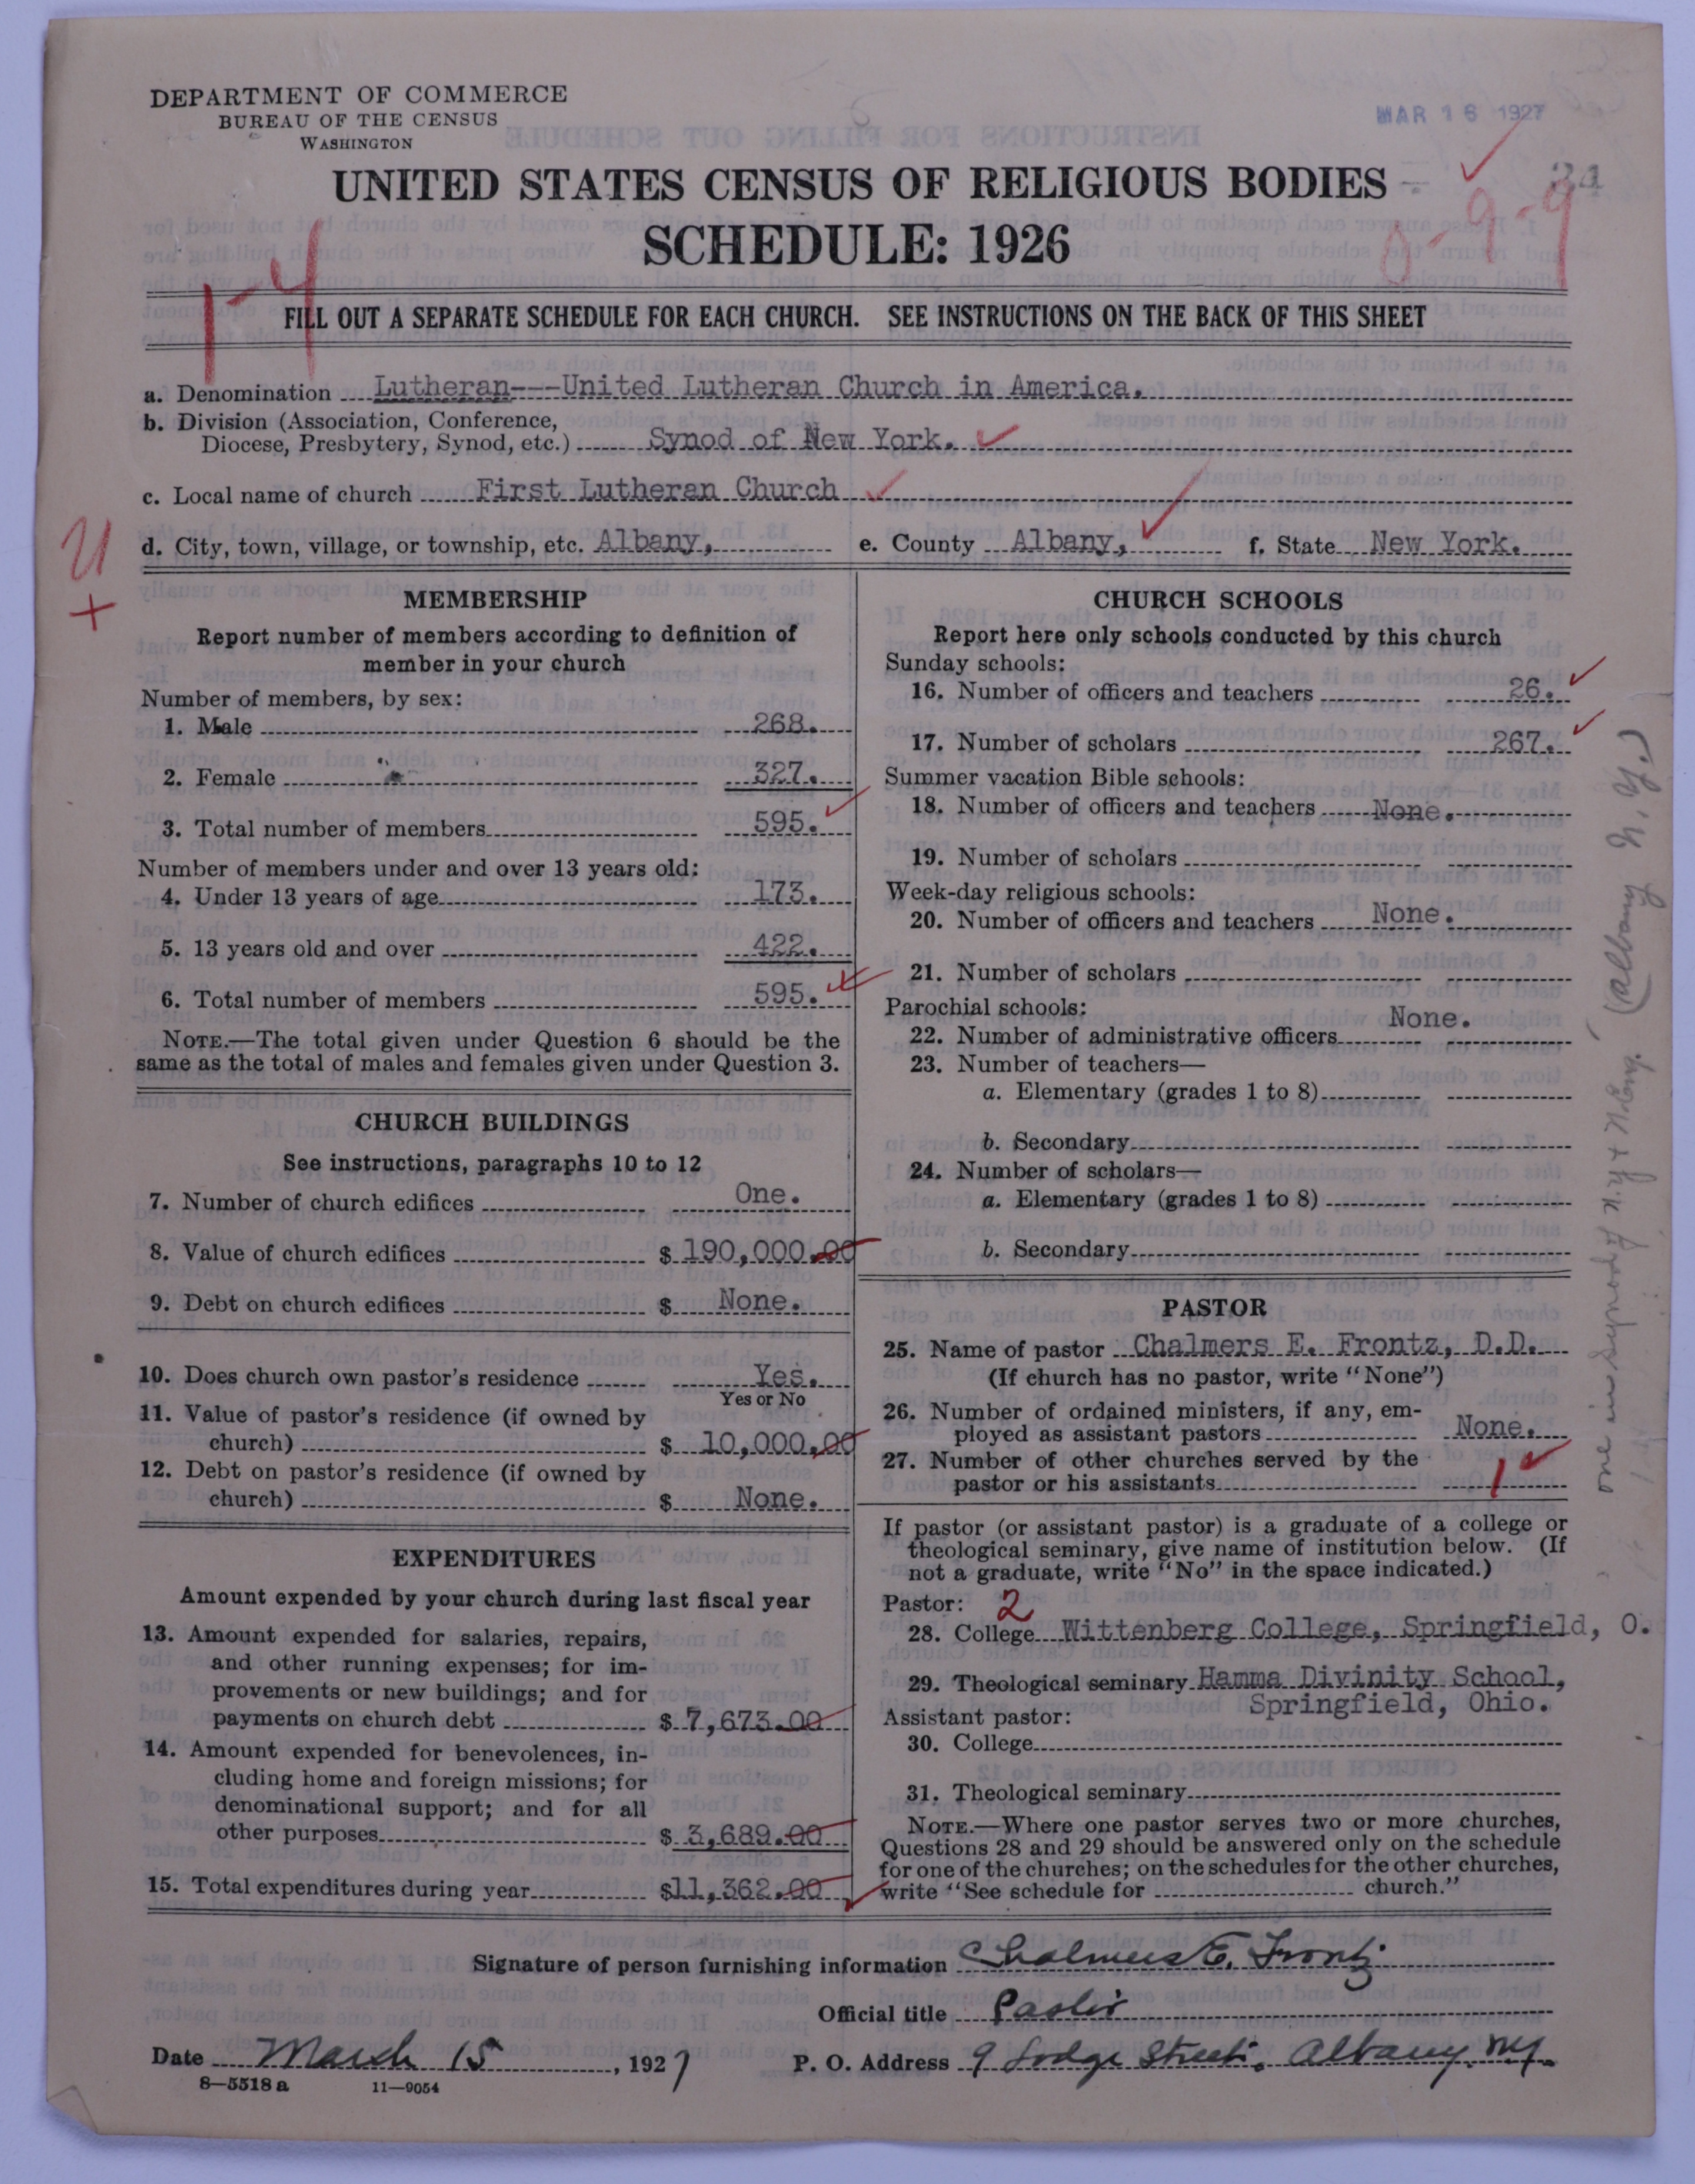 DEPARTMENT OF COMMERCE
BUREAU OF THE CENSUS
WASHINGTON
MAR 16 1927
UNITED STATES CENSUS OF RELIGIOUS BODIES
SCHEDULE: 1926
0-9-9
1-4
FILL OUT A SEPARATE SCHEDULE FOR EACH CHURCH. SEE INSTRUCTIONS ON THE BACK OF THIS SHEET
a. Denomination Lutheran---United Lutheran Church in America.
b. Division (Association, Conference,
Diocese, Presbytery, Synod, etc.) Synod of New York.
c. Local name of church First Lutheran Church
d. City, town, village, or township, etc. Albany, e. County Albany, f. State New York.
U
+
MEMBERSHIP
Report number of members according to definition of
member in your church
Number of members, by sex:
1. Male 268.
2. Female 327.
3. Total number of members 595.
Number of members under and over 13 years old:
4. Under 13 years of age 173.
5. 13 years old and over 422.
6. Total number of members 595.
NOTE.—The total given under Question 6 should be the
same as the total of males and females given under Question 3.
CHURCH BUILDINGS
See instructions, paragraphs 10 to 12
7. Number of church edifices One.
8. Value of church edifices $ 190,000.00
9. Debt on church edifices $ None.
10. Does church own pastor's residence Yes.
Yes or No
11. Value of pastor's residence (if owned by
church) $ 10,000,00
12. Debt on pastor's residence (if owned by
church) $ None.
EXPENDITURES
Amount expended by your church during last fiscal year
13. Amount expended for salaries, repairs,
and other running expenses; for im-
provements or new buildings; and for
payments on church debt $ 7,673.00
14. Amount expended for benevolences, in-
cluding home and foreign missions; for
denominational support; and for all
other purposes $ 3,689.00
15. Total expenditures during year $11,362.00
CHURCH SCHOOLS
Report here only schools conducted by this church
Sunday schools:
16. Number of officers and teachers 26.
17. Number of scholars 267.
Summer vacation Bible schools:
18. Number of officers and teachers None.
19. Number of scholars
Week-day religious schools:
20. Number of officers and teachers None.
21. Number of scholars
Parochial schools:
22. Number of administrative officers None.
23. Number of teachers—
a. Elementary (grades 1 to 8)
b. Secondary
24. Number of scholars—
a. Elementary (grades 1 to 8)
b. Secondary
PASTOR
25. Name of pastor Chalmers E. Frontz, D.D.
(If church has no pastor, write "None")
26. Number of ordained ministers, if any, em-
ployed as assistant pastors None.
27. Number of other churches served by the
pastor or his assistants 1
If pastor (or assistant pastor) is a graduate of a college or
theological seminary, give name of institution below. (If
not a graduate, write "No" in the space indicated.)
Pastor: 2
28. College Wittenberg College, Springfield, O.
29. Theological seminary Hamma Divinity School,
Springfield, Ohio.
Assistant pastor:
30. College
31. Theological seminary
NOTE.—Where one pastor serves two or more churches,
Questions 28 and 29 should be answered only on the schedule
for one of the churches; on the schedules for the other churches,
write "See schedule for church."
one in Synod of N.Y & N. Eng. (Albany N.Y.)
Signature of person furnishing information Chalmers E. Frontz
Official title Pastor
Date March 15, 1927
P. O. Address 9 Lodge Street, Albany, N.Y.
8—5518 a 11—9054